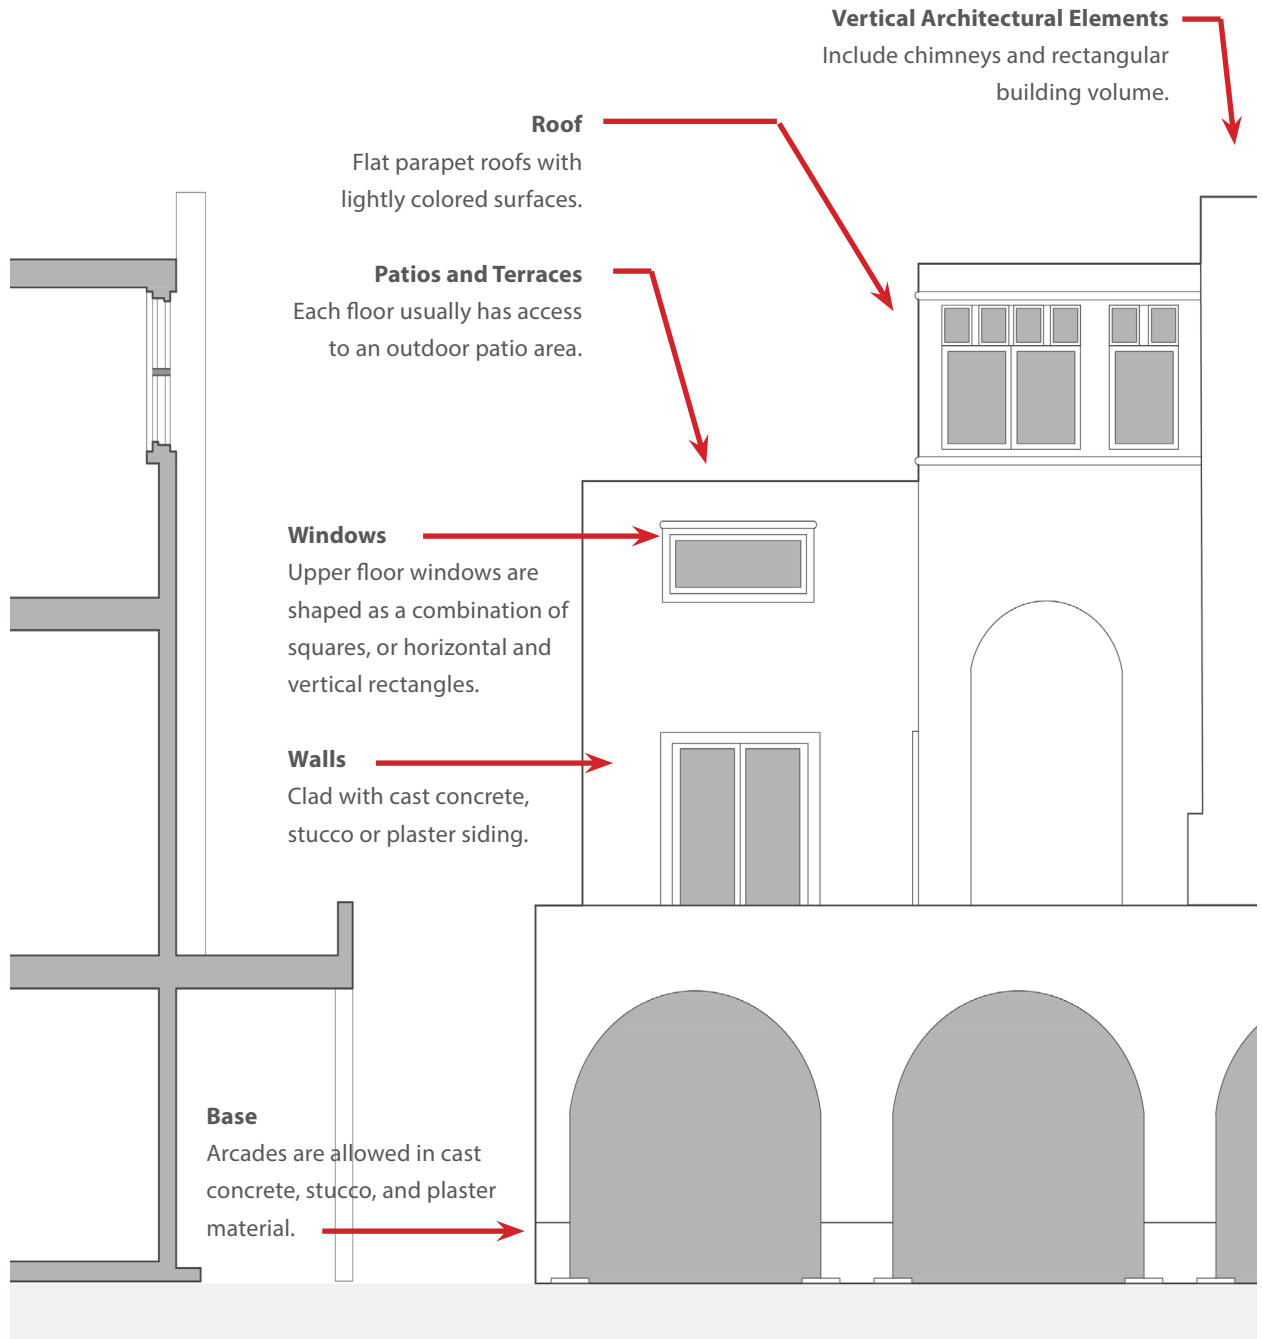 Vertical Architectural Elements
Include chimneys and rectangular
building volume.
Roof
Flat parapet roofs with
lightly colored surfaces.
Patios and Terraces
Each floor usually has access
to an outdoor patio area.
Windows
Upper floor windows are
shaped as a combination of
squares, or horizontal and
vertical rectangles.
Walls
Clad with cast concrete,
stucco or plaster siding.
Base
Arcades are allowed in cast
concrete, stucco, and plaster
material.